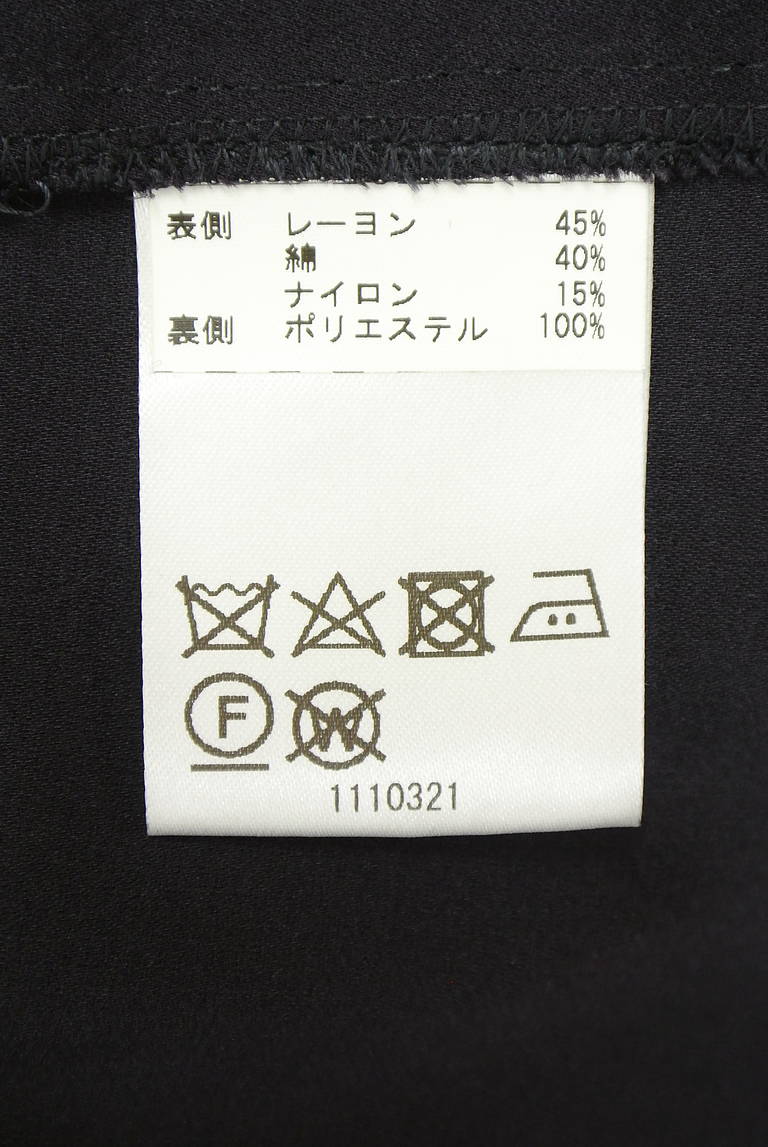 表側 レーヨン 45%
綿 40%
ナイロン 15%
裏側 ポリエステル 100%
F W
1110321